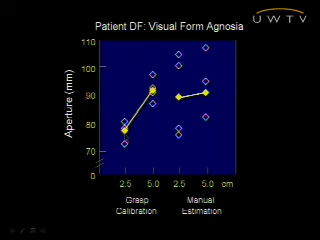 Patient DF: Visual Form Agnosia
UWTV
110
100
90
80
70
0
Aperture (mm)
2.5 5.0 2.5 5.0 cm
Grasp Manual
Calibration Estimation